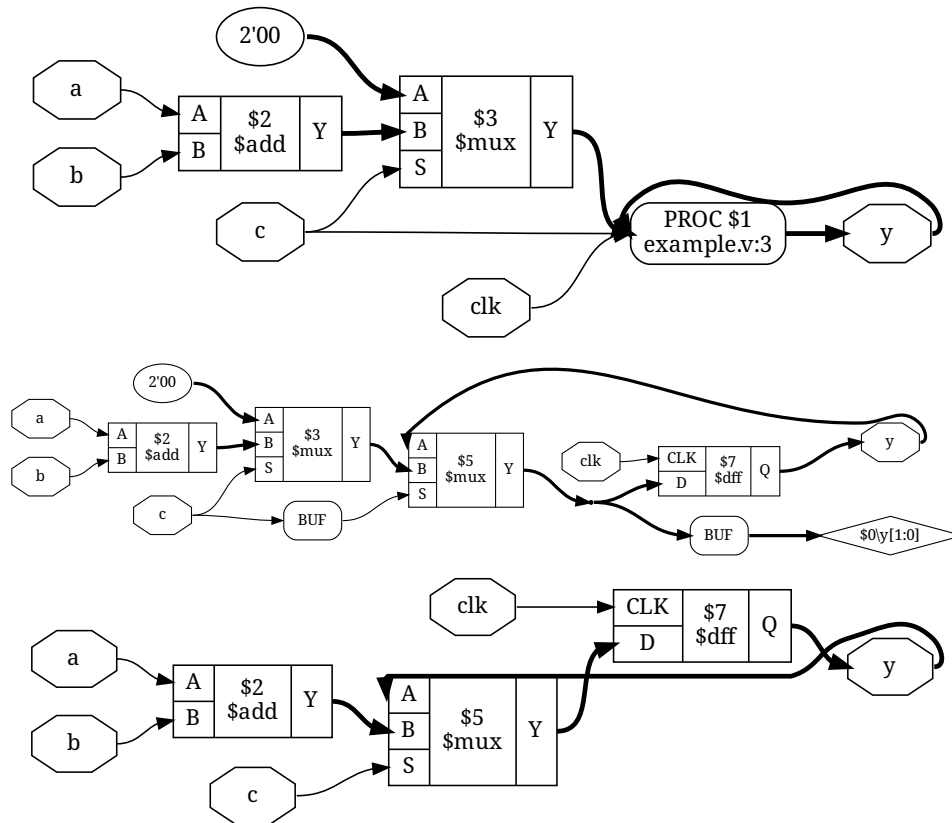 2'00
a
A
B
$2
$add
Y
b
A
B
S
$3
$mux
Y
c
PROC $1
example.v:3
y
clk
2'00
a
A
B
$2
$add
Y
b
A
B
S
$3
$mux
Y
c
BUF
A
B
S
$5
$mux
Y
clk
CLK
D
$7
$dff
Q
y
BUF
$0\y[1:0]
clk
CLK
D
$7
$dff
Q
y
a
A
B
$2
$add
Y
b
A
B
S
$5
$mux
Y
c